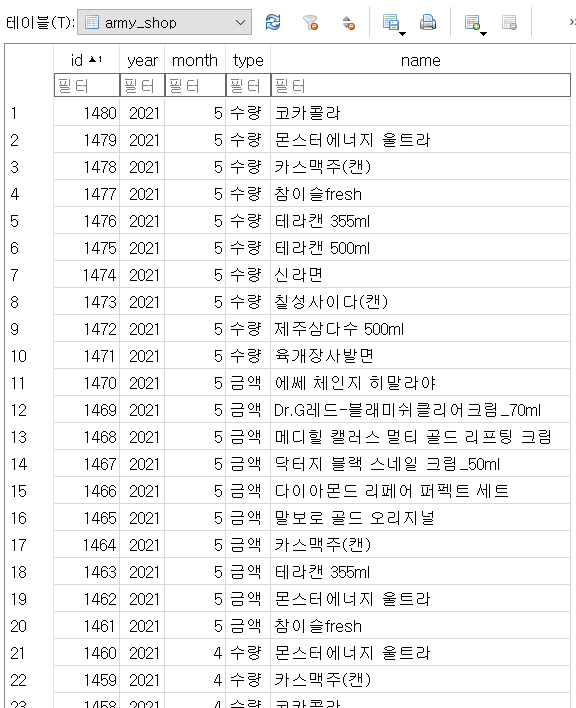 테이블(T): army_shop
id 1 year month type name
필터 필터 필터 필터 필터
1 1480 2021 5 수량 코카콜라
2 1479 2021 5 수량 몬스터에너지 울트라
3 1478 2021 5 수량 카스맥주(캔)
4 1477 2021 5 수량 참이슬fresh
5 1476 2021 5 수량 테라캔 355ml
6 1475 2021 5 수량 테라캔 500ml
7 1474 2021 5 수량 신라면
8 1473 2021 5 수량 칠성사이다(캔)
9 1472 2021 5 수량 제주삼다수 500ml
10 1471 2021 5 수량 육개장사발면
11 1470 2021 5 금액 에쎄 체인지 히말라야
12 1469 2021 5 금액 Dr.G레드-블래미쉬클리어크림_70ml
13 1468 2021 5 금액 메디힐 캘러스 멀티 골드 리프팅 크림
14 1467 2021 5 금액 닥터지 블랙 스네일 크림_50ml
15 1466 2021 5 금액 다이아몬드 리페어 퍼펙트 세트
16 1465 2021 5 금액 말보로 골드 오리지널
17 1464 2021 5 금액 카스맥주(캔)
18 1463 2021 5 금액 테라캔 355ml
19 1462 2021 5 금액 몬스터에너지 울트라
20 1461 2021 5 금액 참이슬fresh
21 1460 2021 4 수량 몬스터에너지 울트라
22 1459 2021 4 수량 카스맥주(캔)
23 1458 2021 4 수량 코카콜라